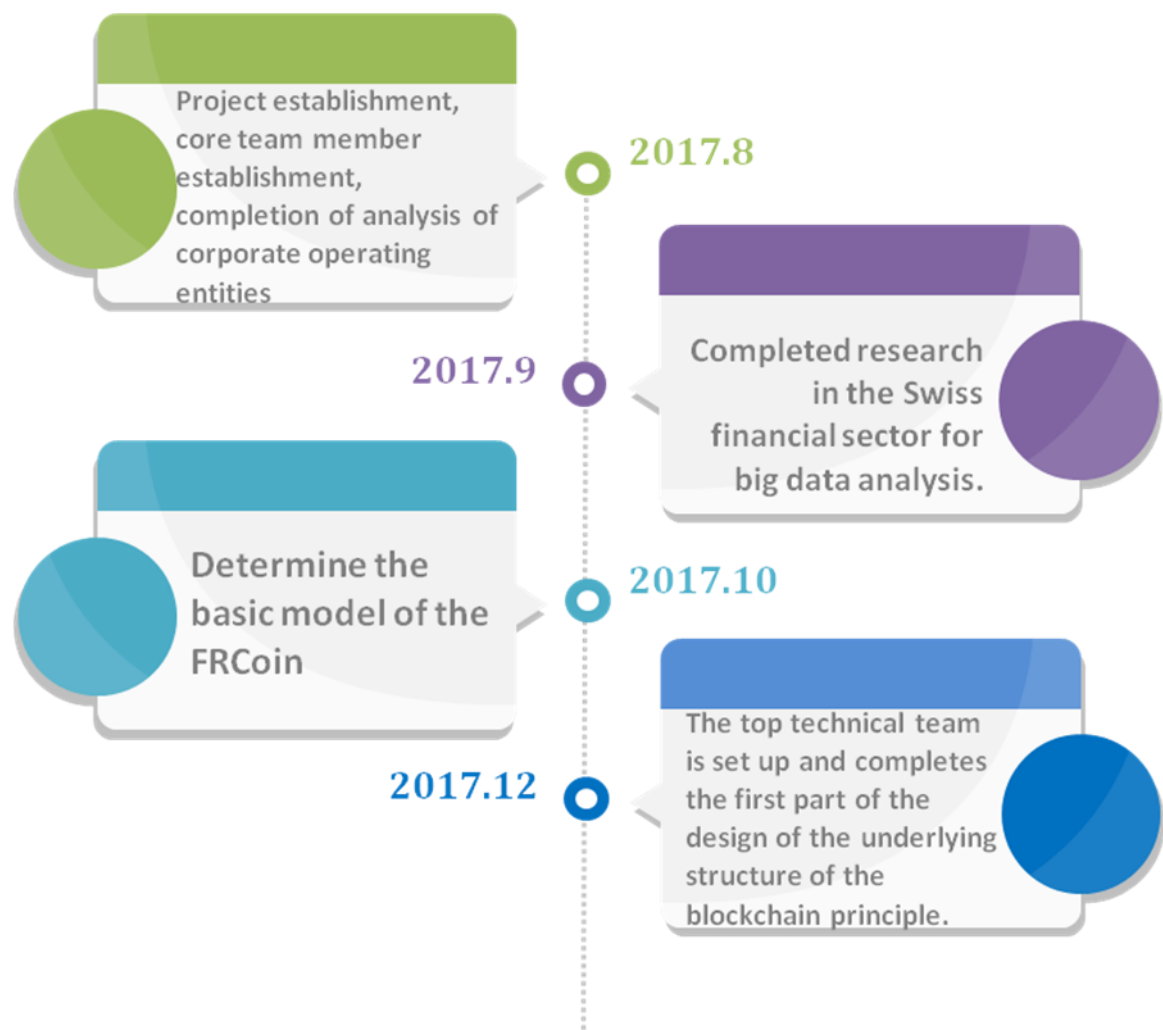 Project establishment,
core team member
establishment,
completion of analysis of
corporate operating
entities
2017.8
2017.9
Completed research
in the Swiss
financial sector for
big data analysis.
Determine the
basic model of the
FRCoin
2017.10
2017.12
The top technical team
is set up and completes
the first part of the
design of the underlying
structure of the
blockchain principle.